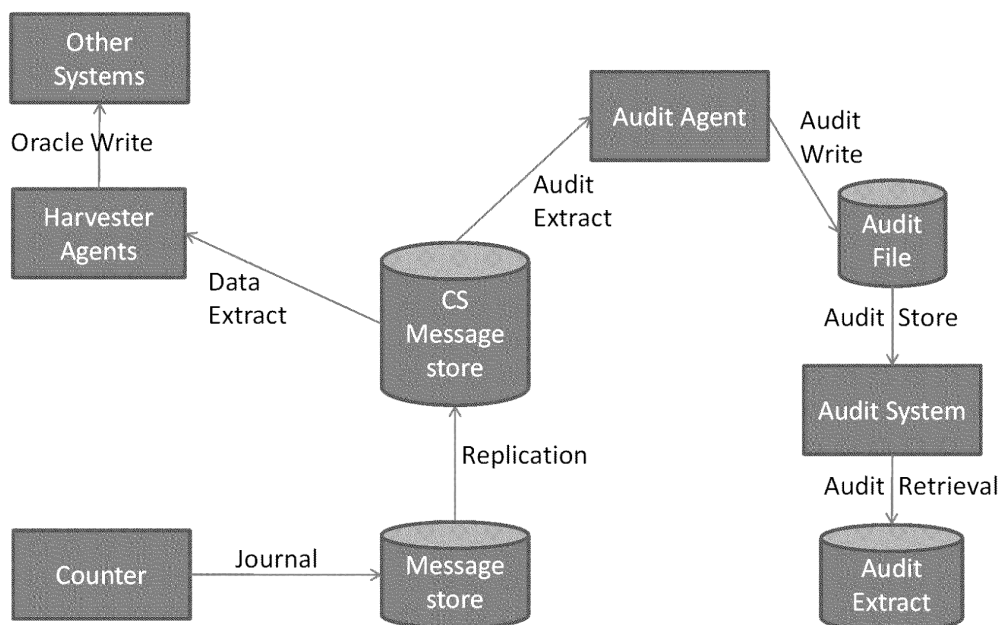 Other
Systems
Oracle Write
Harvester
Agents
Data
Extract
Audit Agent
Audit
Write
Audit
Extract
Audit
File
CS
Message
store
Audit Store
Audit System
Replication
Audit Retrieval
Counter
Journal
Message
store
Audit
Extract